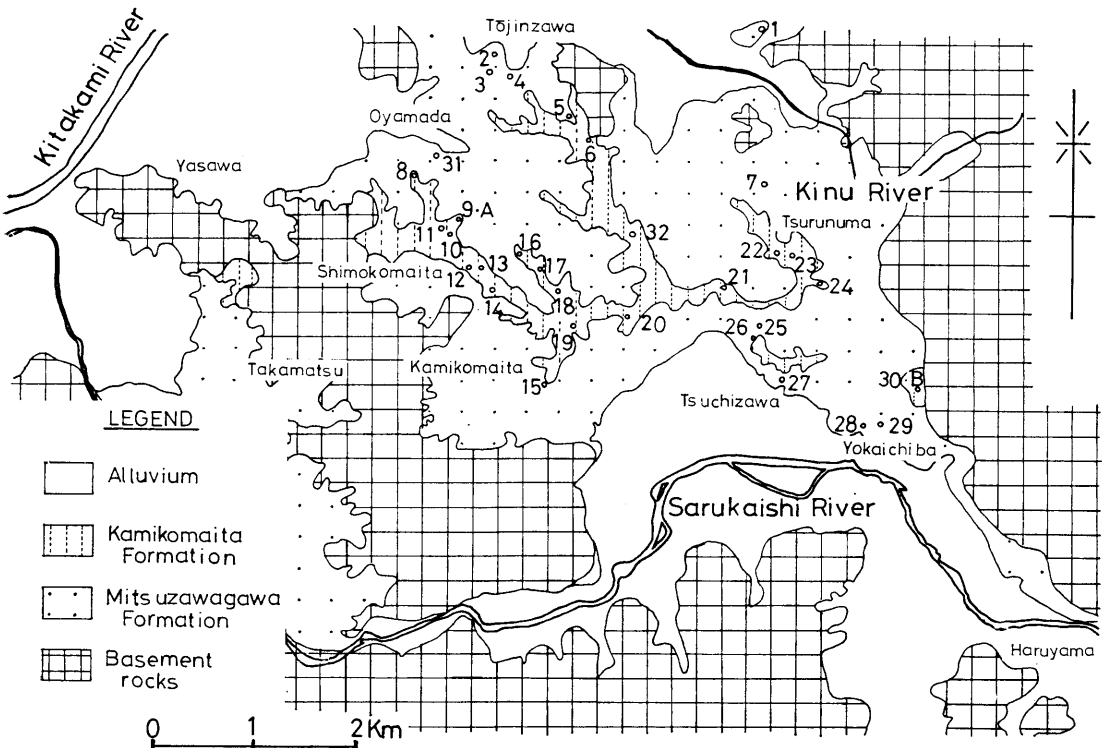 Tōjinzawa
1
2
3
4
Kitakami River
Oyamada
5
6
Yasawa
31
8
7
Kinu River
9·A
11
10
32
16
Tsurunuma
22
23
Shimokomaita
12
13
17
21
24
14
18
20
19
26
25
Takamatsu
Kamikomaita
15
27
30
B
Tsuchizawa
28
29
Yokaichiba
LEGEND
Alluvium
Kamikomaita
Formation
Mitsuzawagawa
Formation
Basement
rocks
Sarukaishi River
Haruyama
0 1 2 Km